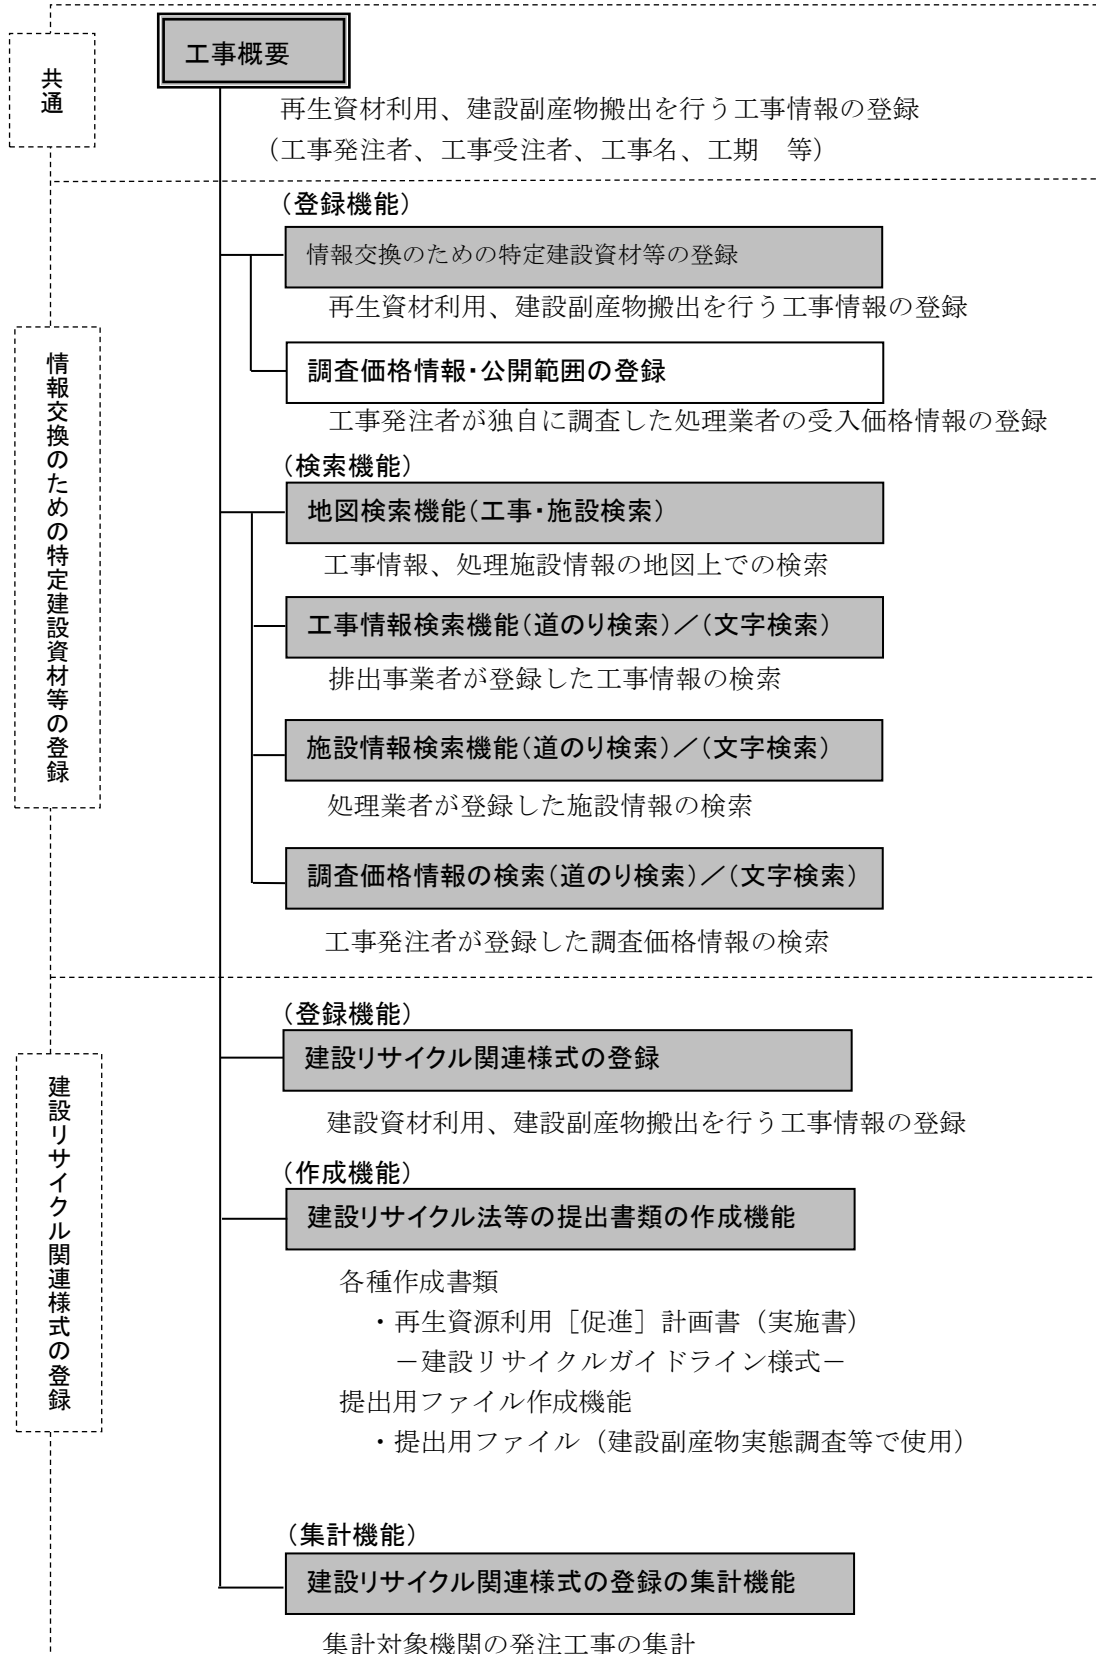 共通
工事概要
再生資材利用、建設副産物搬出を行う工事情報の登録
（工事発注者、工事受注者、工事名、工期　等）
情報交換のための特定建設資材等の登録
（登録機能）
情報交換のための特定建設資材等の登録
再生資材利用、建設副産物搬出を行う工事情報の登録
調査価格情報・公開範囲の登録
工事発注者が独自に調査した処理業者の受入価格情報の登録
（検索機能）
地図検索機能（工事・施設検索）
工事情報、処理施設情報の地図上での検索
工事情報検索機能（道のり検索）／（文字検索）
排出事業者が登録した工事情報の検索
施設情報検索機能（道のり検索）／（文字検索）
処理業者が登録した施設情報の検索
調査価格情報の検索（道のり検索）／（文字検索）
工事発注者が登録した調査価格情報の検索
建設リサイクル関連様式の登録
（登録機能）
建設リサイクル関連様式の登録
建設資材利用、建設副産物搬出を行う工事情報の登録
（作成機能）
建設リサイクル法等の提出書類の作成機能
各種作成書類
・再生資源利用［促進］計画書（実施書）
－建設リサイクルガイドライン様式－
提出用ファイル作成機能
・提出用ファイル（建設副産物実態調査等で使用）
（集計機能）
建設リサイクル関連様式の登録の集計機能
集計対象機関の発注工事の集計